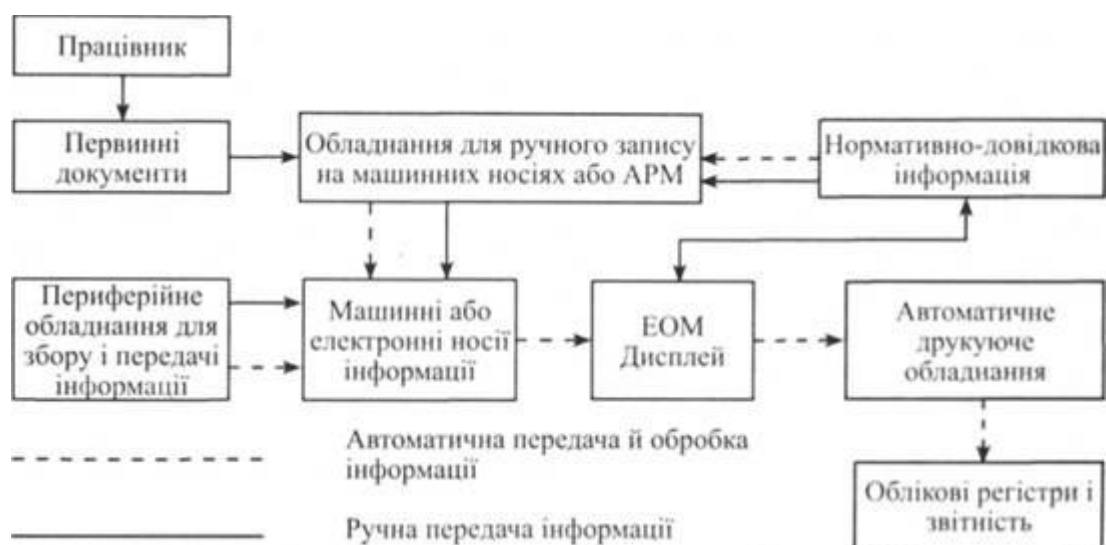 Працівник
Первинні
документи
Обладнання для ручного запису
на машинних носіях або АРМ
Нормативно-довідкова
інформація
Периферійне
обладнання для
збору і передачі
інформації
Машинні або
електронні носії
інформації
ЕОМ
Дисплей
Автоматичне
друкуюче
обладнання
Автоматична передача й обробка
інформації
Ручна передача інформації
Облікові регістри і
звітність